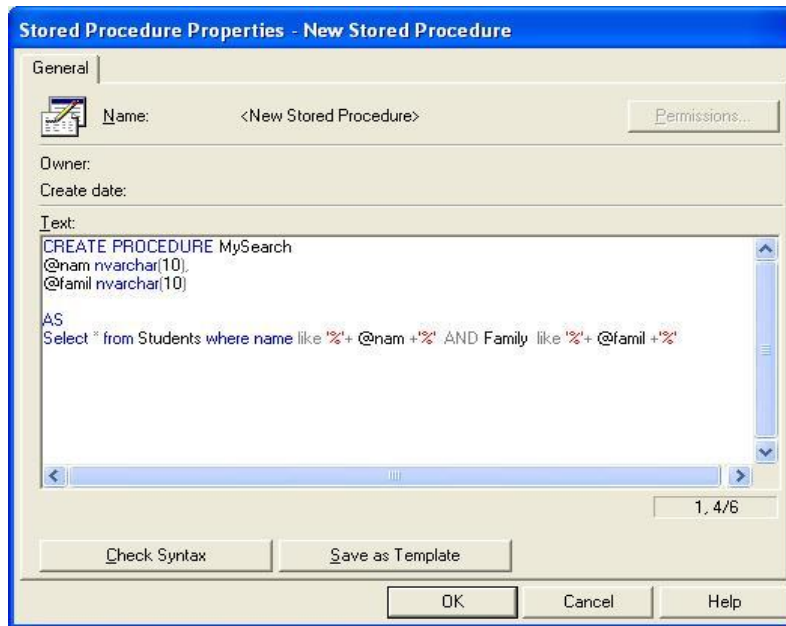 Stored Procedure Properties - New Stored Procedure
General
Name: <New Stored Procedure> Permissions...
Owner:
Create date:
Text:
CREATE PROCEDURE MySearch
@nam nvarchar(10),
@famil nvarchar(10)
AS
Select * from Students where name like '%'+ @nam +'%' AND Family like '%'+ @famil +'%'
1, 4/6
Check Syntax Save as Template
OK Cancel Help